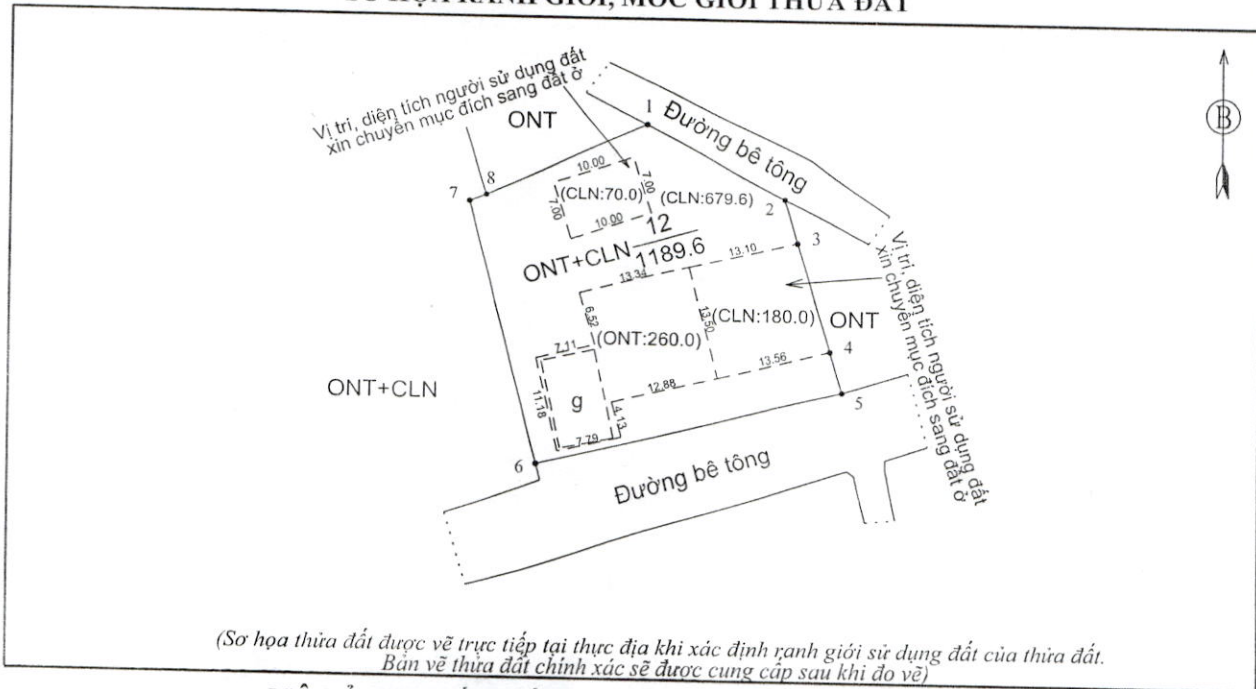 SƠ HỌA RANH GIỚI, MỐC GIỚI THỬA ĐẤT
Vị trí, diện tích người sử dụng đất
xin chuyển mục đích sang đất ở
ONT
1
Đường bê tông
B
7
8
10.00
7.00
(CLN:70.0)
7.00
(CLN:679.6)
10.00
2
3
ONT+CLN
12
1189.6
13.34
13.10
Vị trí, diện tích người sử dụng đất
xin chuyển mục đích sang đất ở
6.52
(ONT:260.0)
13.50
(CLN:180.0)
ONT
7.11
4
13.56
12.88
ONT+CLN
11.18
g
4.13
5
7.79
6
Đường bê tông
(Sơ họa thửa đất được vẽ trực tiếp tại thực địa khi xác định ranh giới sử dụng đất của thửa đất.
Bản vẽ thửa đất chính xác sẽ được cung cấp sau khi đo vẽ)